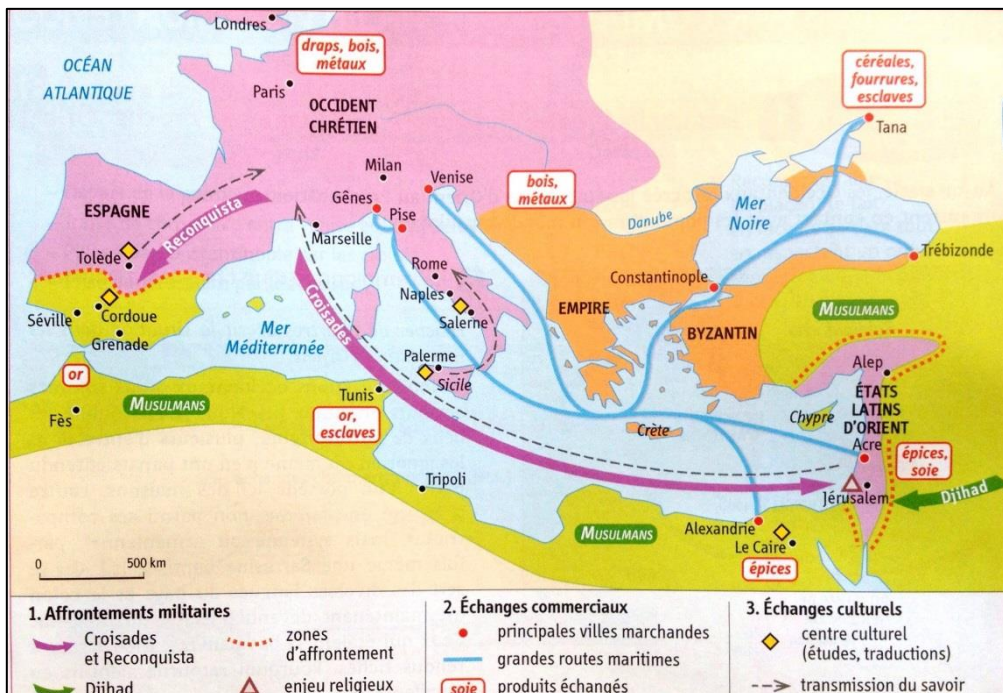 Londres
OCÉAN
ATLANTIQUE
draps, bois,
métaux
Paris
OCCIDENT
CHRÉTIEN
céréales,
fourrures,
esclaves
Tana
Milan
Venise
Gênes
Pise
bois,
métaux
ESPAGNE
Reconquista
Marseille
Danube
Mer
Noire
Tolède
Croisades
Rome
Naples
Salerne
Constantinople
Trébizonde
EMPIRE
BYZANTIN
MUSULMANS
Séville
Cordoue
Grenade
Mer
Méditerranée
Palerme
Sicile
Alep
ÉTATS
LATINS
D'ORIENT
or
Fès
MUSULMANS
Tunis
or,
esclaves
Chypre
Crète
Acre
épices,
soie
Tripoli
Jérusalem
Djihad
MUSULMANS
Alexandrie
Le Caire
épices
0 500 km
1. Affrontements militaires
Croisades
et Reconquista
zones
d'affrontement
Djihad
enjeu religieux
2. Échanges commerciaux
principales villes marchandes
grandes routes maritimes
soie produits échangés
3. Échanges culturels
centre culturel
(études, traductions)
transmission du savoir